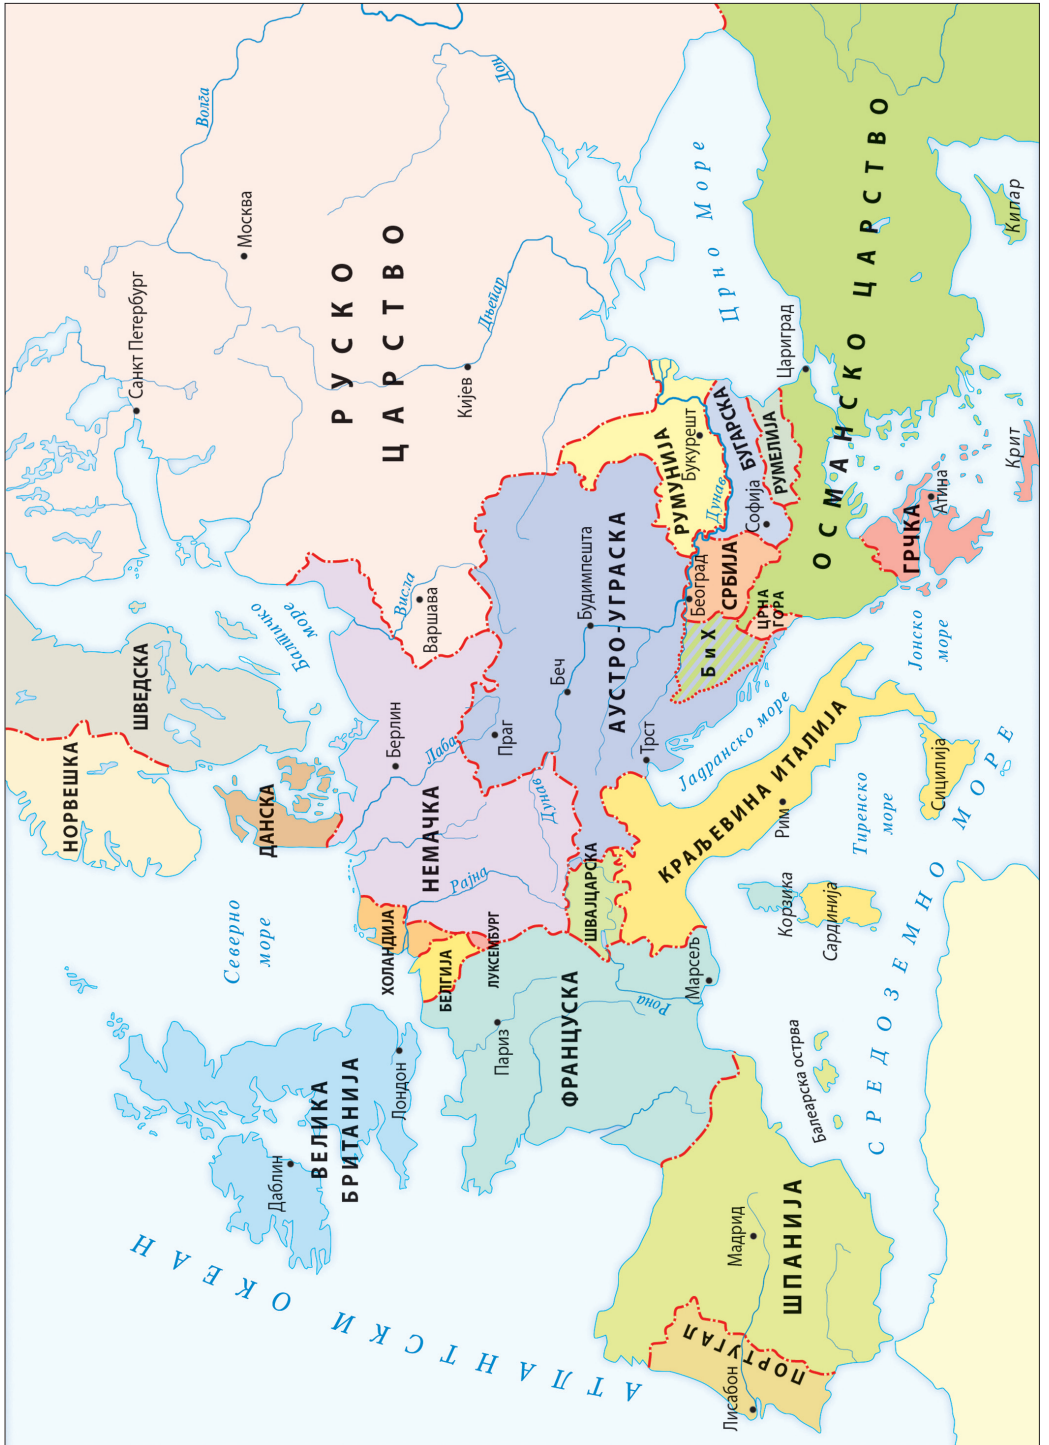 АТЛАНТСКИ ОКЕАН
Северно
море
Балтичко
море
НОРВЕШКА
ШВЕДСКА
Санкт Петербург
Волга
Москва
РУСКО
ЦАРСТВО
Дон
Дњепар
Кијев
ДАНСКА
Даблин
ВЕЛИКА
БРИТАНИЈА
Лондон
ХОЛАНДИЈА
БЕЛГИЈА
ЛУКСЕМБУРГ
НЕМАЧКА
Берлин
Лаба
Рајна
Дунав
Висла
Варшава
Праг
Беч
Будимпешта
АУСТРО-УГРАСКА
Трст
Париз
ФРАНЦУСКА
Рона
Марсељ
ШВАЈЦАРСКА
КРАЉЕВИНА ИТАЛИЈА
Рим
Јадранско море
БиХ
Београд
СРБИЈА
ЦРНА
ГОРА
РУМУНИЈА
Букурешт
Дунав
Софија
БУГАРСКА
РУМЕЛИЈА
Црно Море
Цариград
ОСМАНСКО ЦАРСТВО
ГРЧКА
Атина
Крит
Кипар
Јонско
море
Тиренско
море
Сиципија
Корзика
Сардинија
Балеарска острва
СРЕДОЗЕМНО МОРЕ
Мадрид
ШПАНИЈА
ПОРТУГАЛ
Лисабон